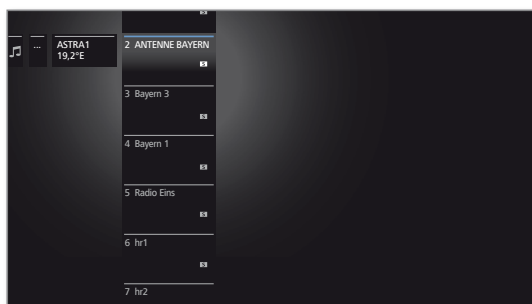 ...
ASTRA1
19,2°E
2 ANTENNE BAYERN
S
3 Bayern 3
S
4 Bayern 1
S
5 Radio Eins
S
6 hr1
S
7 hr2